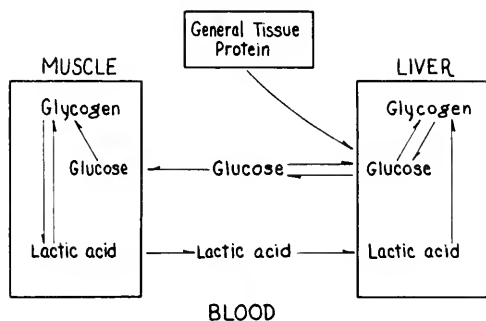 General Tissue
Protein
MUSCLE
LIVER
Glycogen
Glycogen
Glucose
Glucose
Glucose
Lactic acid
Lactic acid
Lactic acid
BLOOD